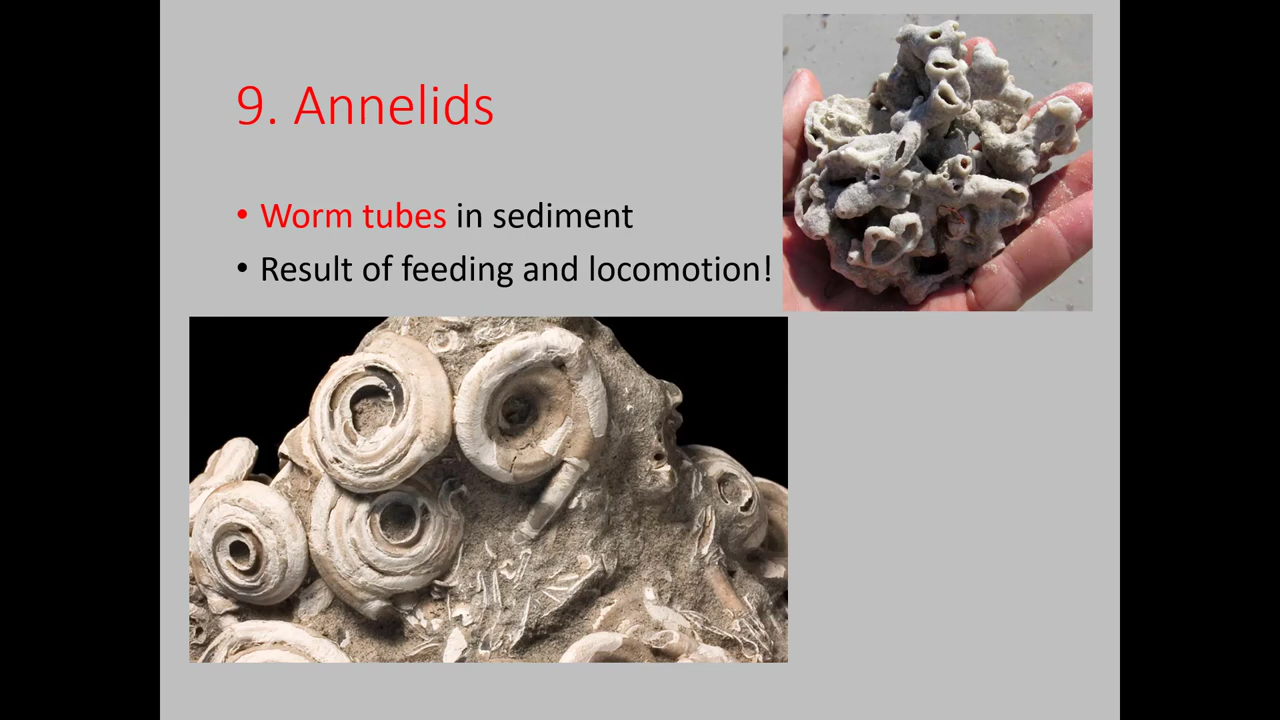 9. Annelids
• Worm tubes in sediment
• Result of feeding and locomotion!